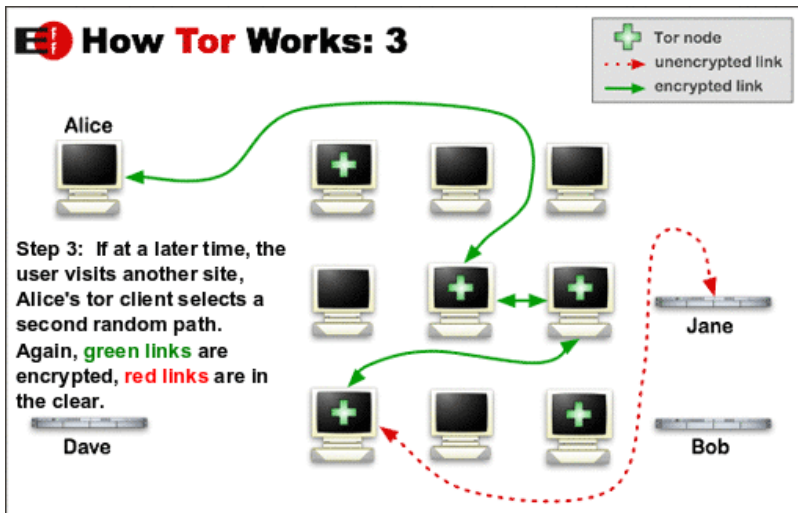 EFF How Tor Works: 3
Tor node
unencrypted link
encrypted link
Alice
Step 3: If at a later time, the
user visits another site,
Alice's tor client selects a
second random path.
Again, green links are
encrypted, red links are in
the clear.
Jane
Dave
Bob